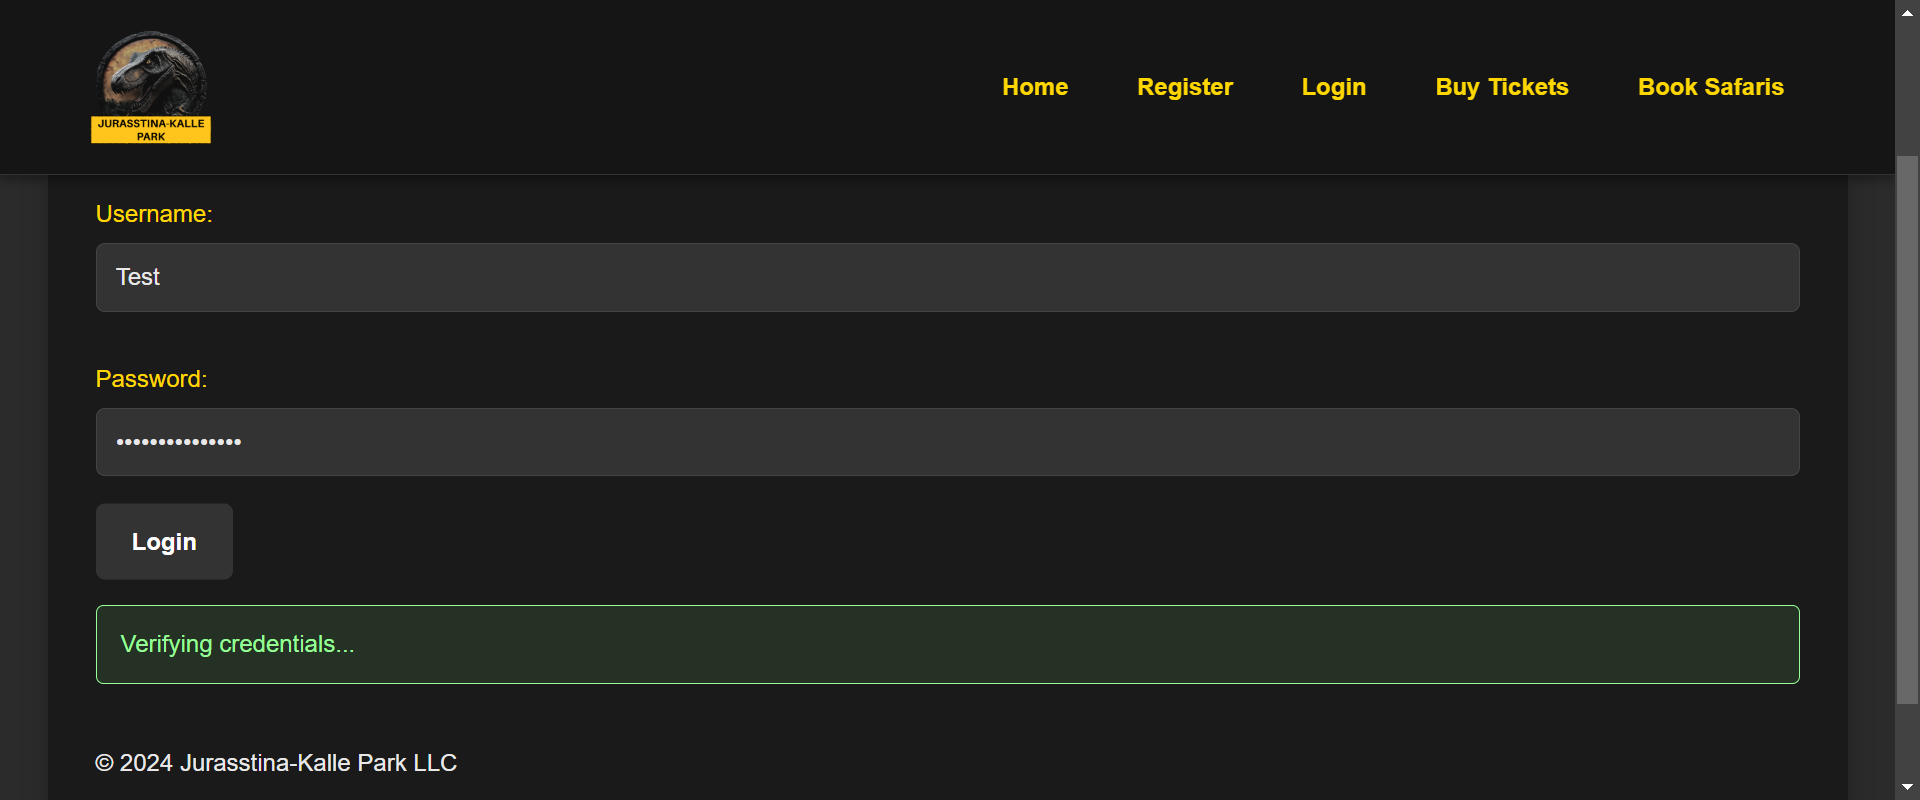 JURASSTINA-KALLE
PARK
Home Register Login Buy Tickets Book Safaris
Username:
Test
Password:
•••••••••••••••
Login
Verifying credentials...
© 2024 Jurasstina-Kalle Park LLC